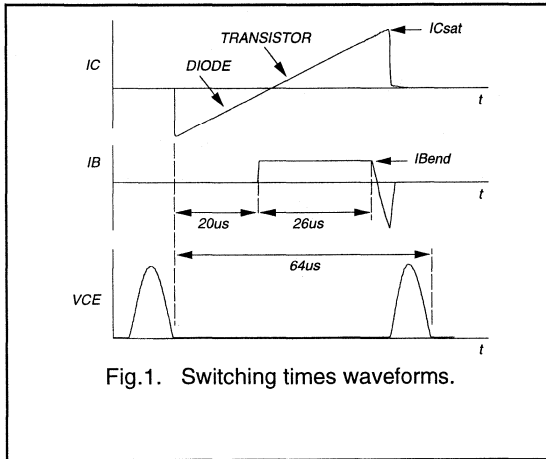 ICsat
TRANSISTOR
IC
DIODE
t
IB
IBend
t
20us
26us
64us
VCE
t
Fig.1. Switching times waveforms.